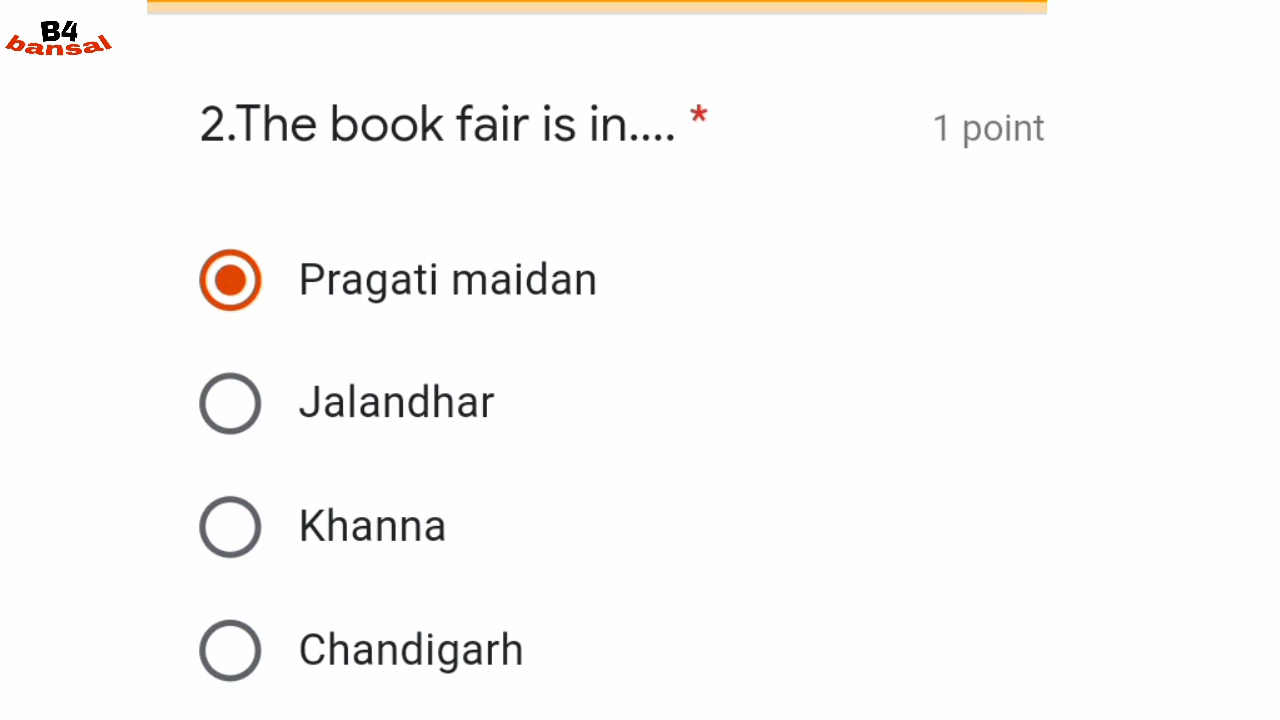 B4
bansal
2.The book fair is in.... *
1 point
Pragati maidan
Jalandhar
Khanna
Chandigarh